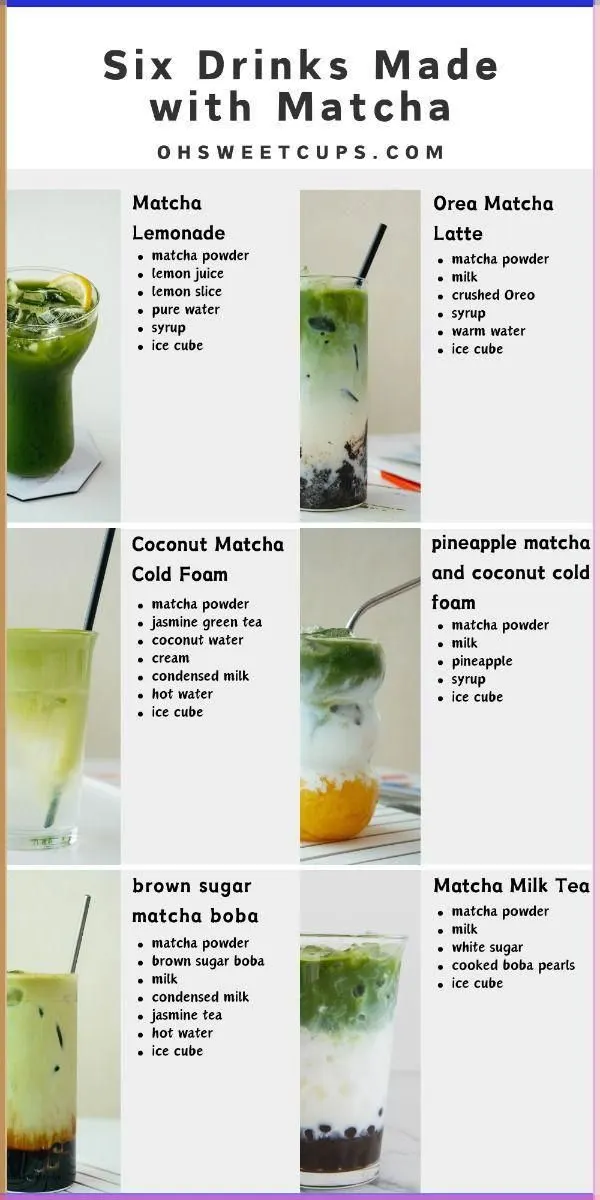 Six Drinks Made
with Matcha
OHSWEETCUPS.COM
Matcha
Lemonade
• matcha powder
• lemon juice
• lemon slice
• pure water
• syrup
• ice cube
Orea Matcha
Latte
• matcha powder
• milk
• crushed Oreo
• syrup
• warm water
• ice cube
Coconut Matcha
Cold Foam
• matcha powder
• jasmine green tea
• coconut water
• cream
• condensed milk
• hot water
• ice cube
pineapple matcha
and coconut cold
foam
• matcha powder
• milk
• pineapple
• syrup
• ice cube
brown sugar
matcha boba
• matcha powder
• brown sugar boba
• milk
• condensed milk
• jasmine tea
• hot water
• ice cube
Matcha Milk Tea
• matcha powder
• milk
• white sugar
• cooked boba pearls
• ice cube